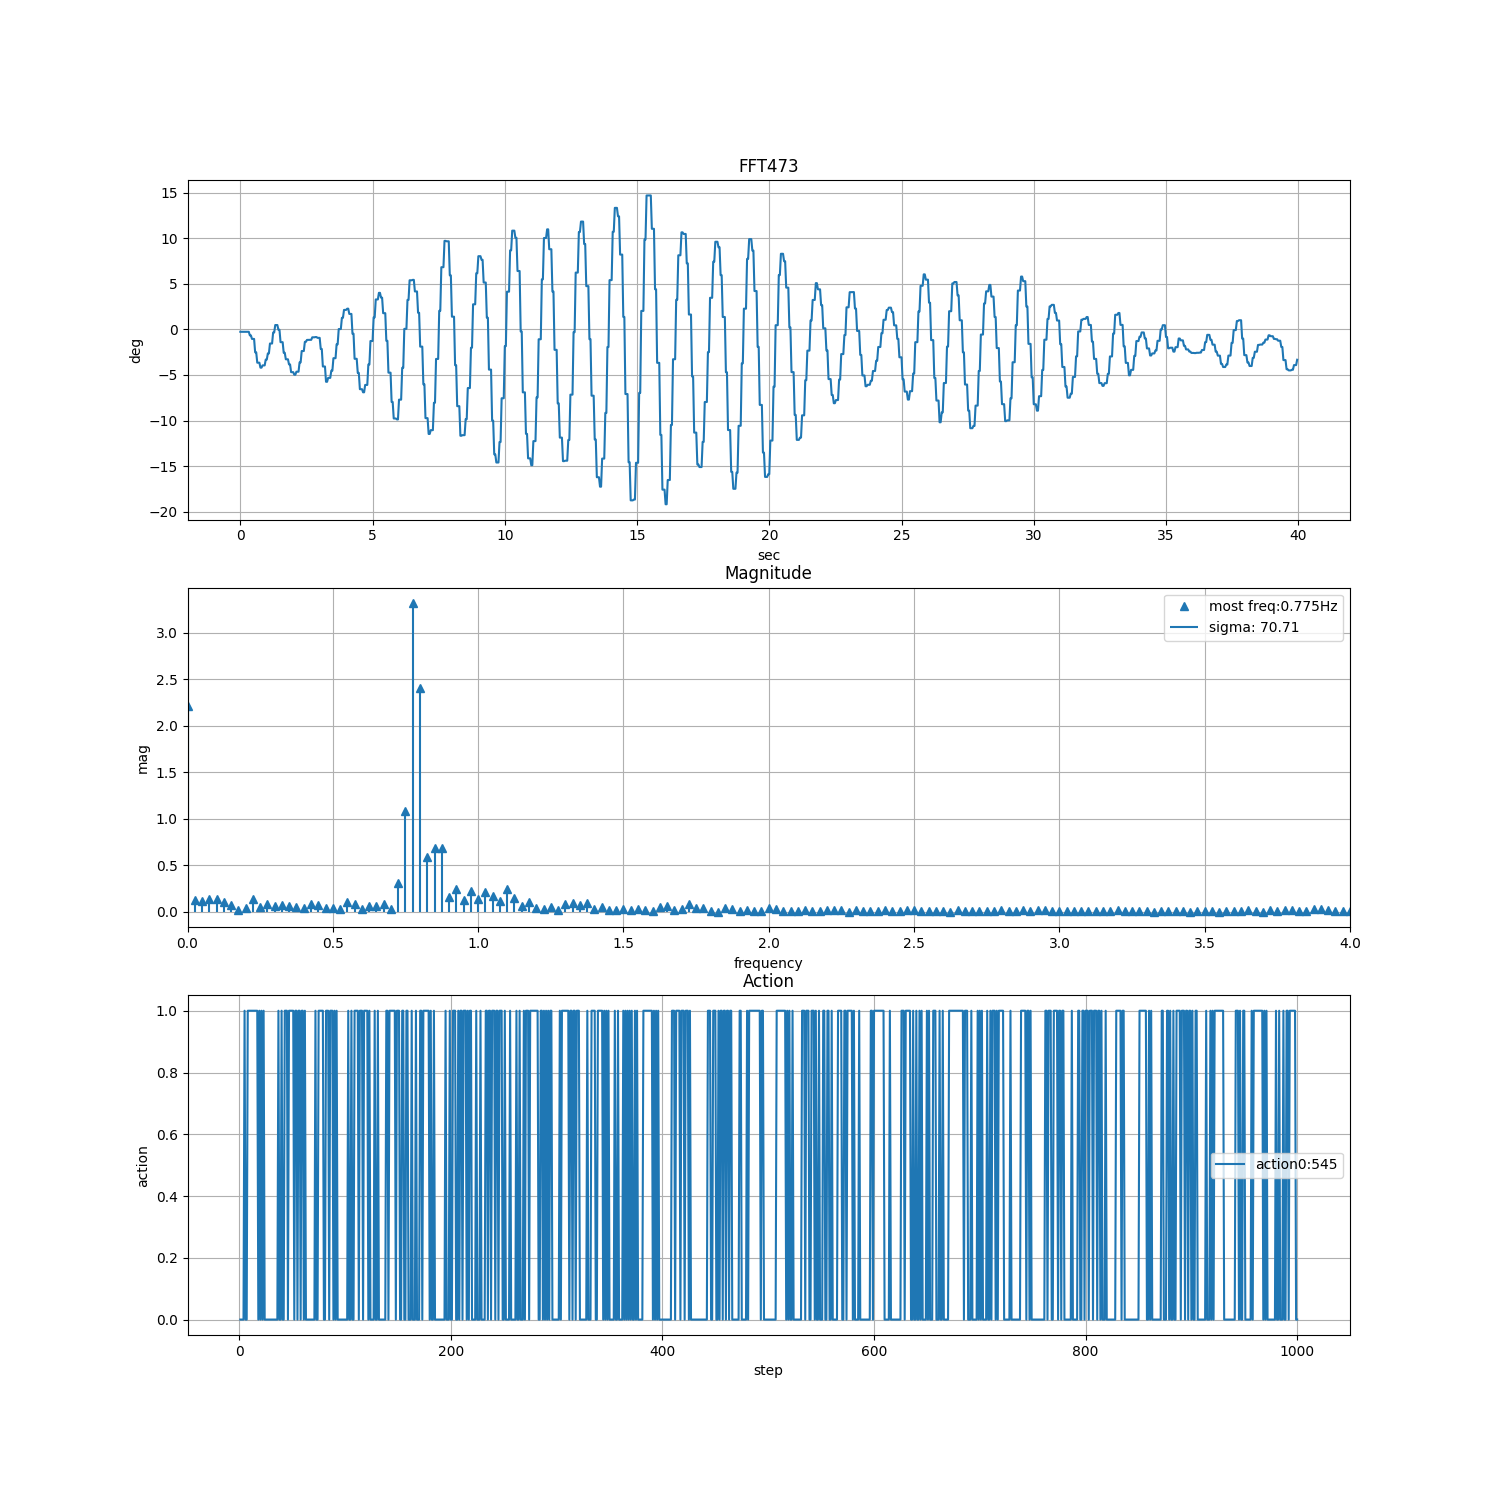 FFT473
15
10
5
0
−5
−10
−15
−20
deg
0 5 10 15 20 25 30 35 40
sec
Magnitude
most freq:0.775Hz
sigma: 70.71
3.0
2.5
2.0
1.5
1.0
0.5
0.0
mag
0.0 0.5 1.0 1.5 2.0 2.5 3.0 3.5 4.0
frequency
Action
1.0
0.8
0.6
0.4
0.2
0.0
action
action0:545
0 200 400 600 800 1000
step